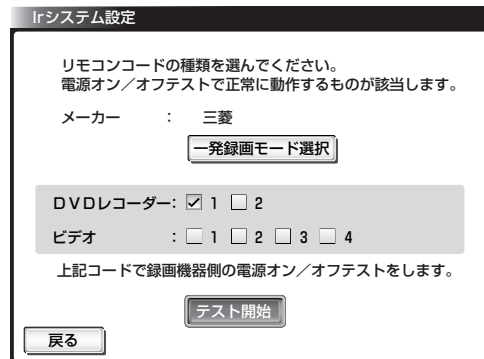 Irシステム設定
リモコンコードの種類を選んでください。
電源オン／オフテストで正常に動作するものが該当します。
メーカー　：　三菱
一発録画モード選択
ＤＶＤレコーダー： 1 2
ビデオ　： 1 2 3 4
上記コードで録画機器側の電源オン／オフテストをします。
テスト開始
戻る